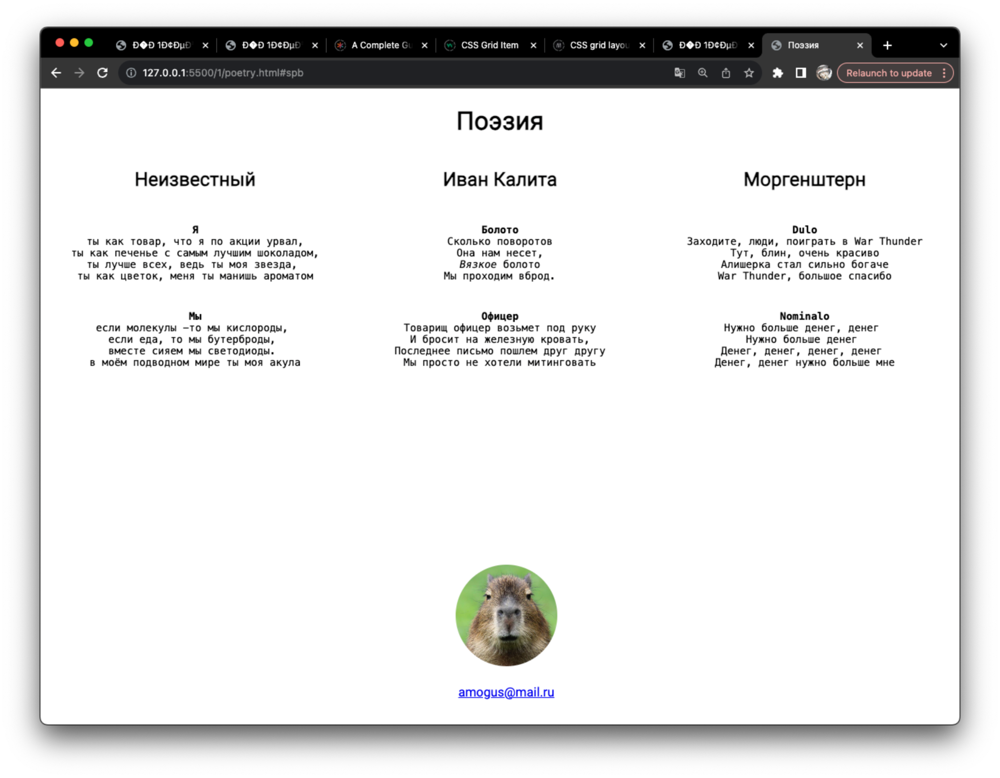 Ð�Ð 1Ð¢ÐµÐ
Ð�Ð 1Ð¢ÐµÐ
A Complete Gu
CSS Grid Item
CSS grid layou
Ð�Ð 1Ð¢ÐµÐ
Поэзия
127.0.0.1:5500/1/poetry.html#spb
Relaunch to update
Поэзия
Неизвестный
Я
ты как товар, что я по акции урвал,
ты как печенье с самым лучшим шоколадом,
ты лучше всех, ведь ты моя звезда,
ты как цветок, меня ты манишь ароматом
Мы
если молекулы —то мы кислороды,
если еда, то мы бутерброды,
вместе сияем мы светодиоды.
в моём подводном мире ты моя акула
Иван Калита
Болото
Сколько поворотов
Она нам несет,
Вязкое болото
Мы проходим вброд.
Офицер
Товарищ офицер возьмет под руку
И бросит на железную кровать,
Последнее письмо пошлем друг другу
Мы просто не хотели митинговать
Моргенштерн
Dulo
Заходите, люди, поиграть в War Thunder
Тут, блин, очень красиво
Алишерка стал сильно богаче
War Thunder, большое спасибо
Nominalo
Нужно больше денег, денег
Нужно больше денег
Денег, денег, денег, денег
Денег, денег нужно больше мне
amogus@mail.ru